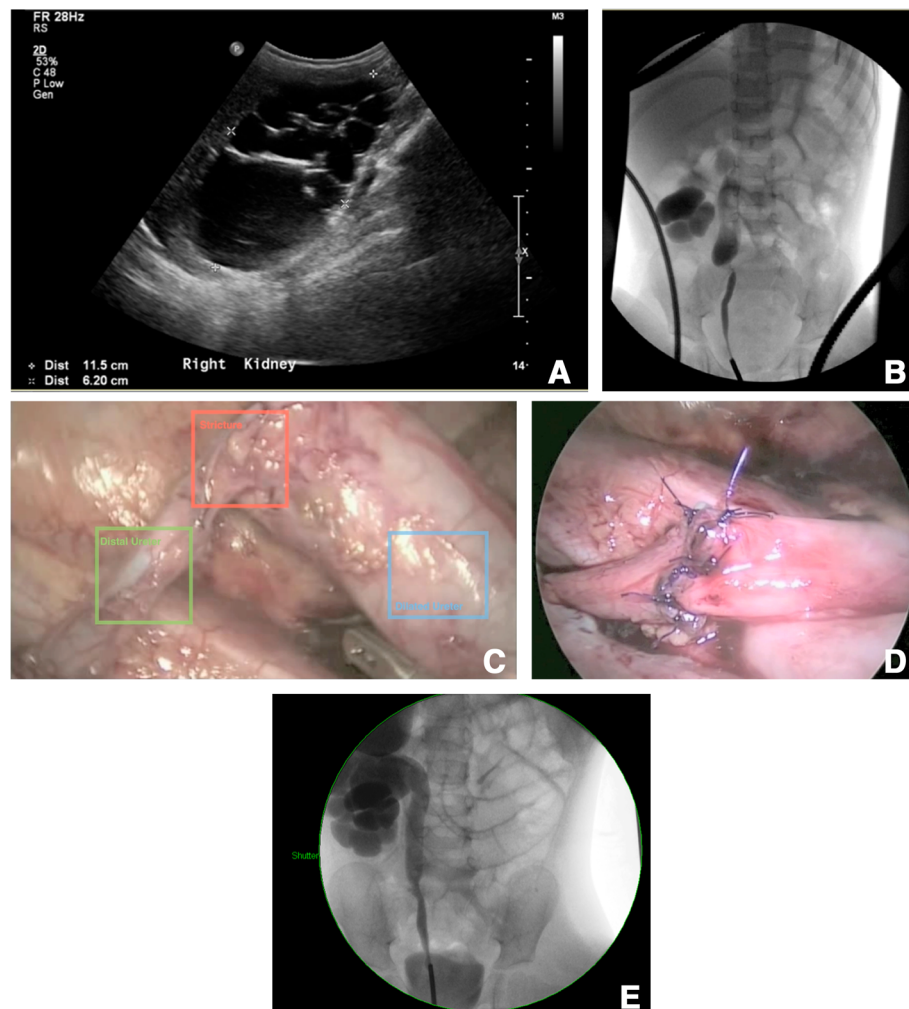 FR 28Hz
RS
2D
53%
C 48
P Low
Gen
P
M3
X
Dist 11.5 cm
Dist 6.20 cm
Right Kidney
14
A
B
Stricture
Distal Ureter
C
D
Shutter
E